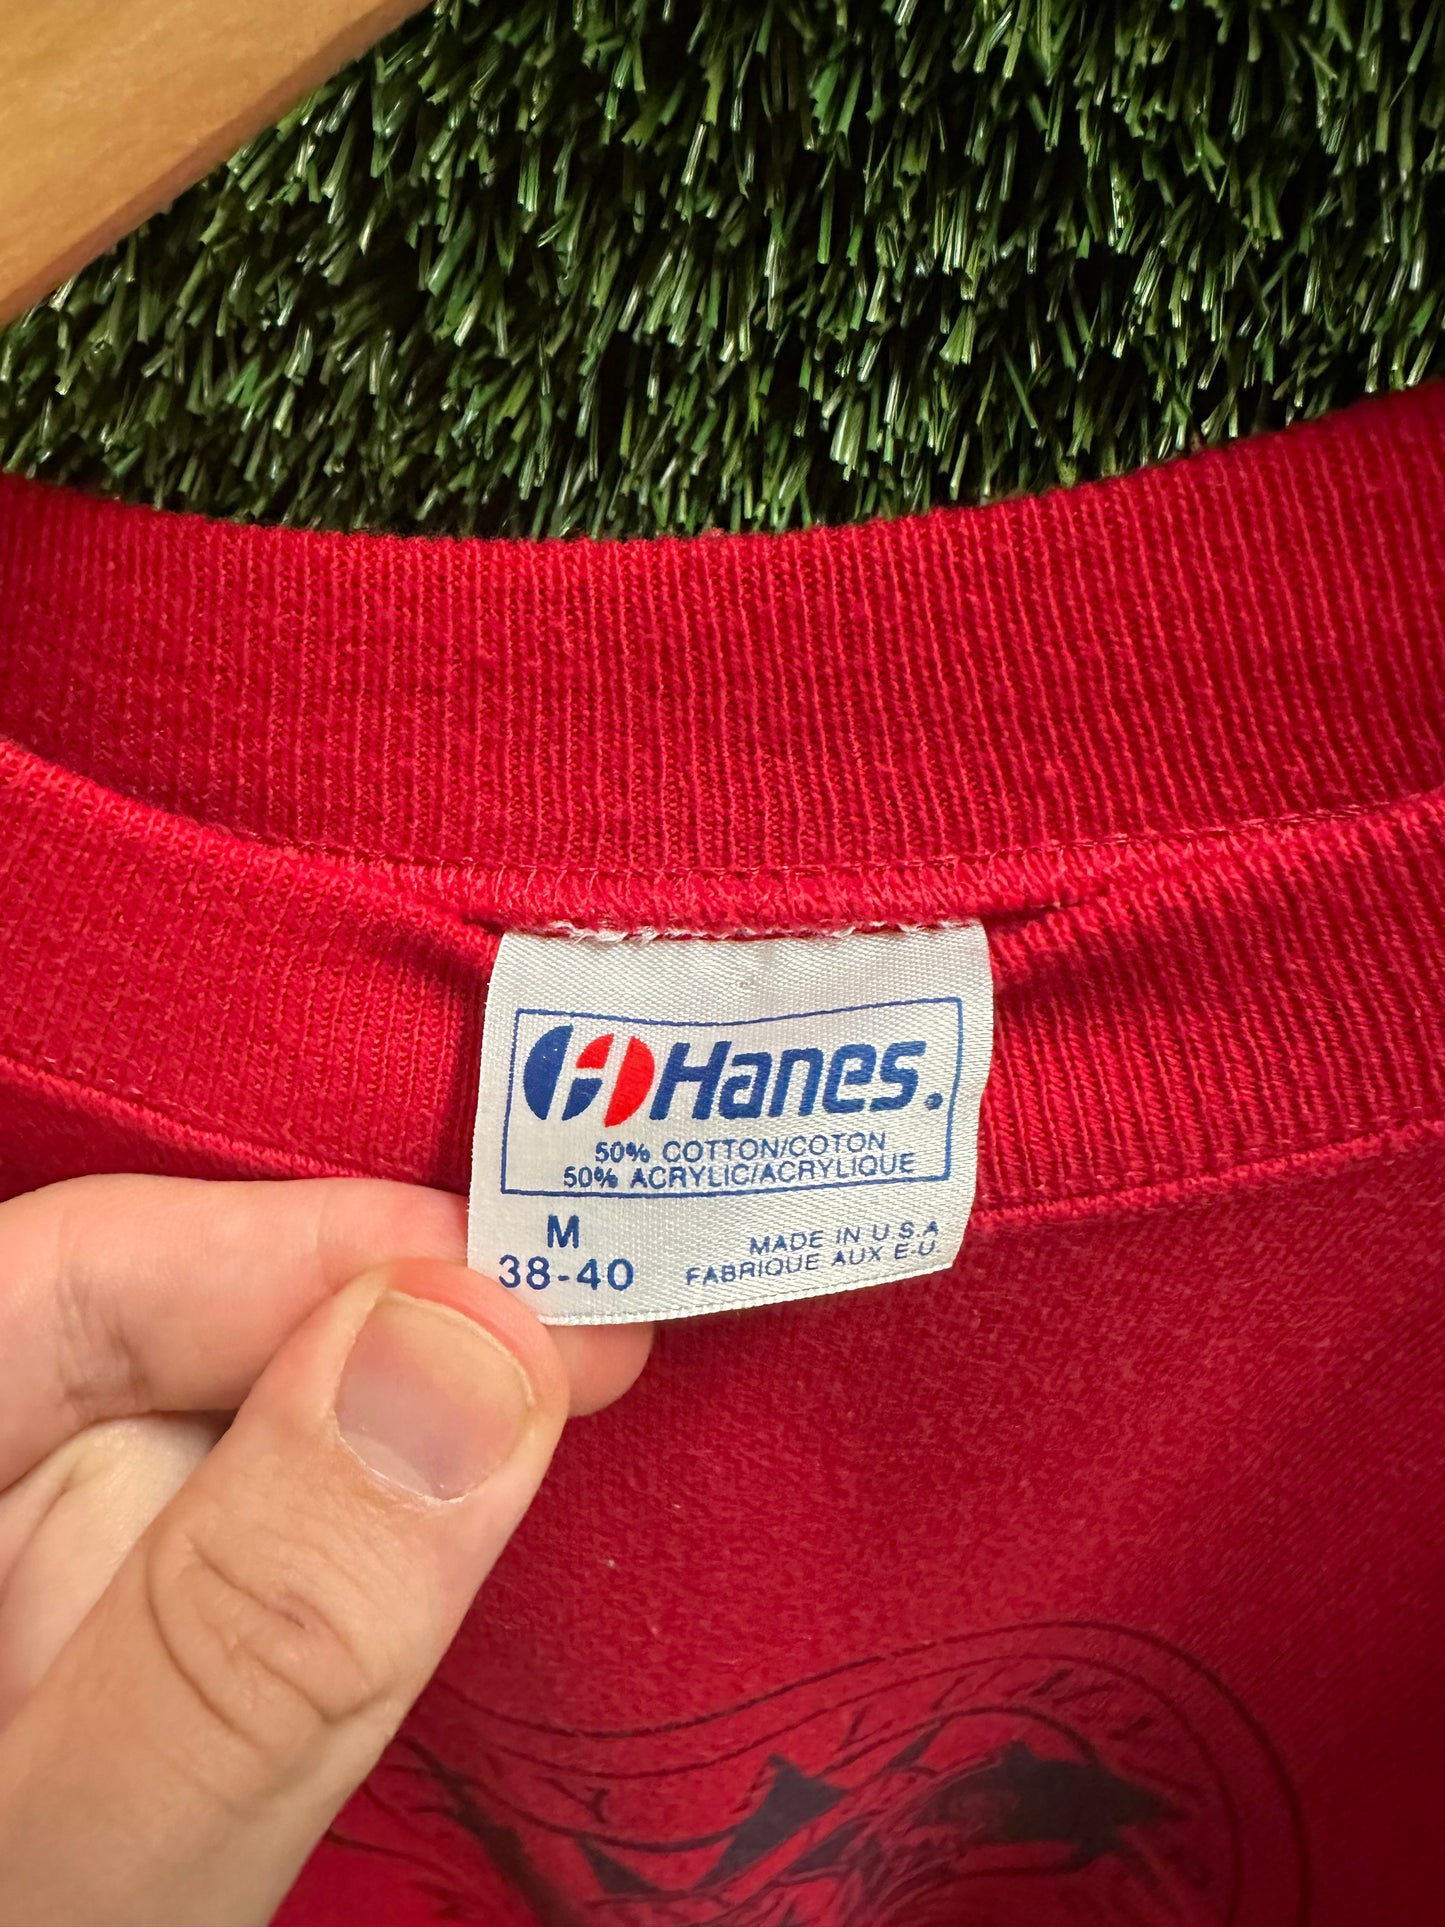 Hanes.
50% COTTON/COTON
50% ACRYLIC/ACRYLIQUE
M
38-40
MADE IN U.S.A
FABRIQUE AUX E-U.